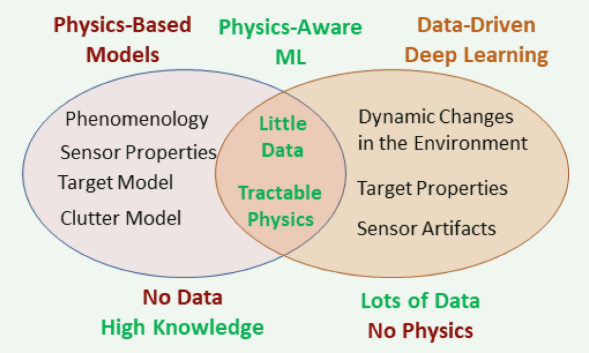 Physics-Based
Models
Physics-Aware
ML
Data-Driven
Deep Learning
Phenomenology
Sensor Properties
Target Model
Clutter Model
Little
Data
Tractable
Physics
Dynamic Changes
in the Environment
Target Properties
Sensor Artifacts
No Data
High Knowledge
Lots of Data
No Physics